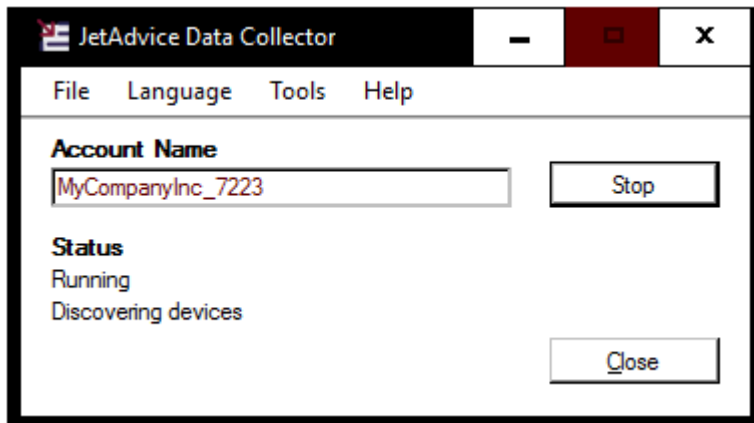 JetAdvice Data Collector
File Language Tools Help
Account Name
MyCompanyInc_7223
Stop
Status
Running
Discovering devices
Close